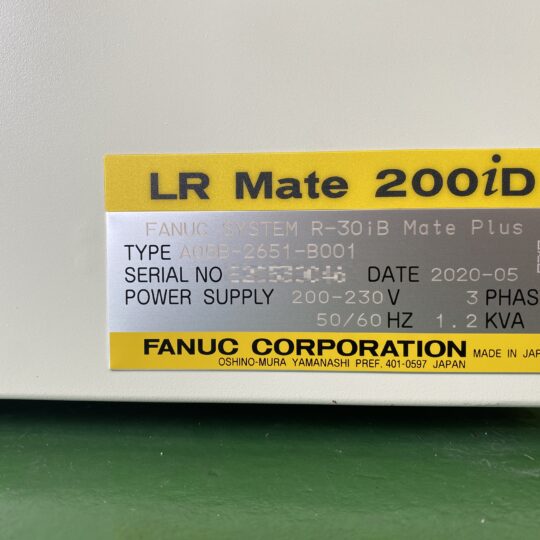 LR Mate 200iD
FANUC SYSTEM R-30iB Mate Plus
TYPE A00B-2651-B001
SERIAL NO DATE 2020-05
POWER SUPPLY 200-230 V 3 PHAS
50/60 HZ 1.2 KVA
FANUC CORPORATION MADE IN JAP
OSHINO-MURA YAMANASHI PREF. 401-0597 JAPAN